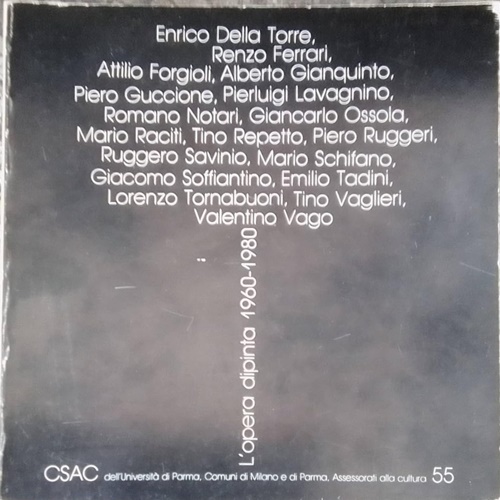 Enrico Della Torre,
Renzo Ferrari,
Attilio Forgioli, Alberto Gianquinto,
Piero Guccione, Pierluigi Lavagnino,
Romano Notari, Giancarlo Ossola,
Mario Raciti, Tino Repetto, Piero Ruggeri,
Ruggero Savinio, Mario Schifano,
Giacomo Soffiantino, Emilio Tadini,
Lorenzo Tornabuoni, Tino Vaglieri,
Valentino Vago
L'opera dipinta 1960-1980
CSAC dell'Università di Parma, Comuni di Milano e di Parma, Assessorati alla cultura 55